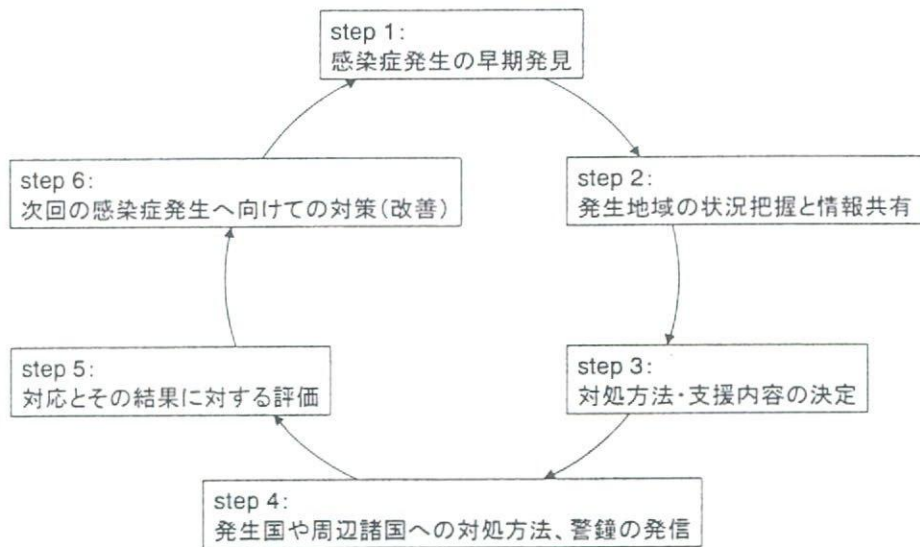 step 1:
感染症発生の早期発見
step 2:
発生地域の状況把握と情報共有
step 3:
対処方法・支援内容の決定
step 4:
発生国や周辺諸国への対処方法、警鐘の発信
step 5:
対応とその結果に対する評価
step 6:
次回の感染症発生へ向けての対策(改善)